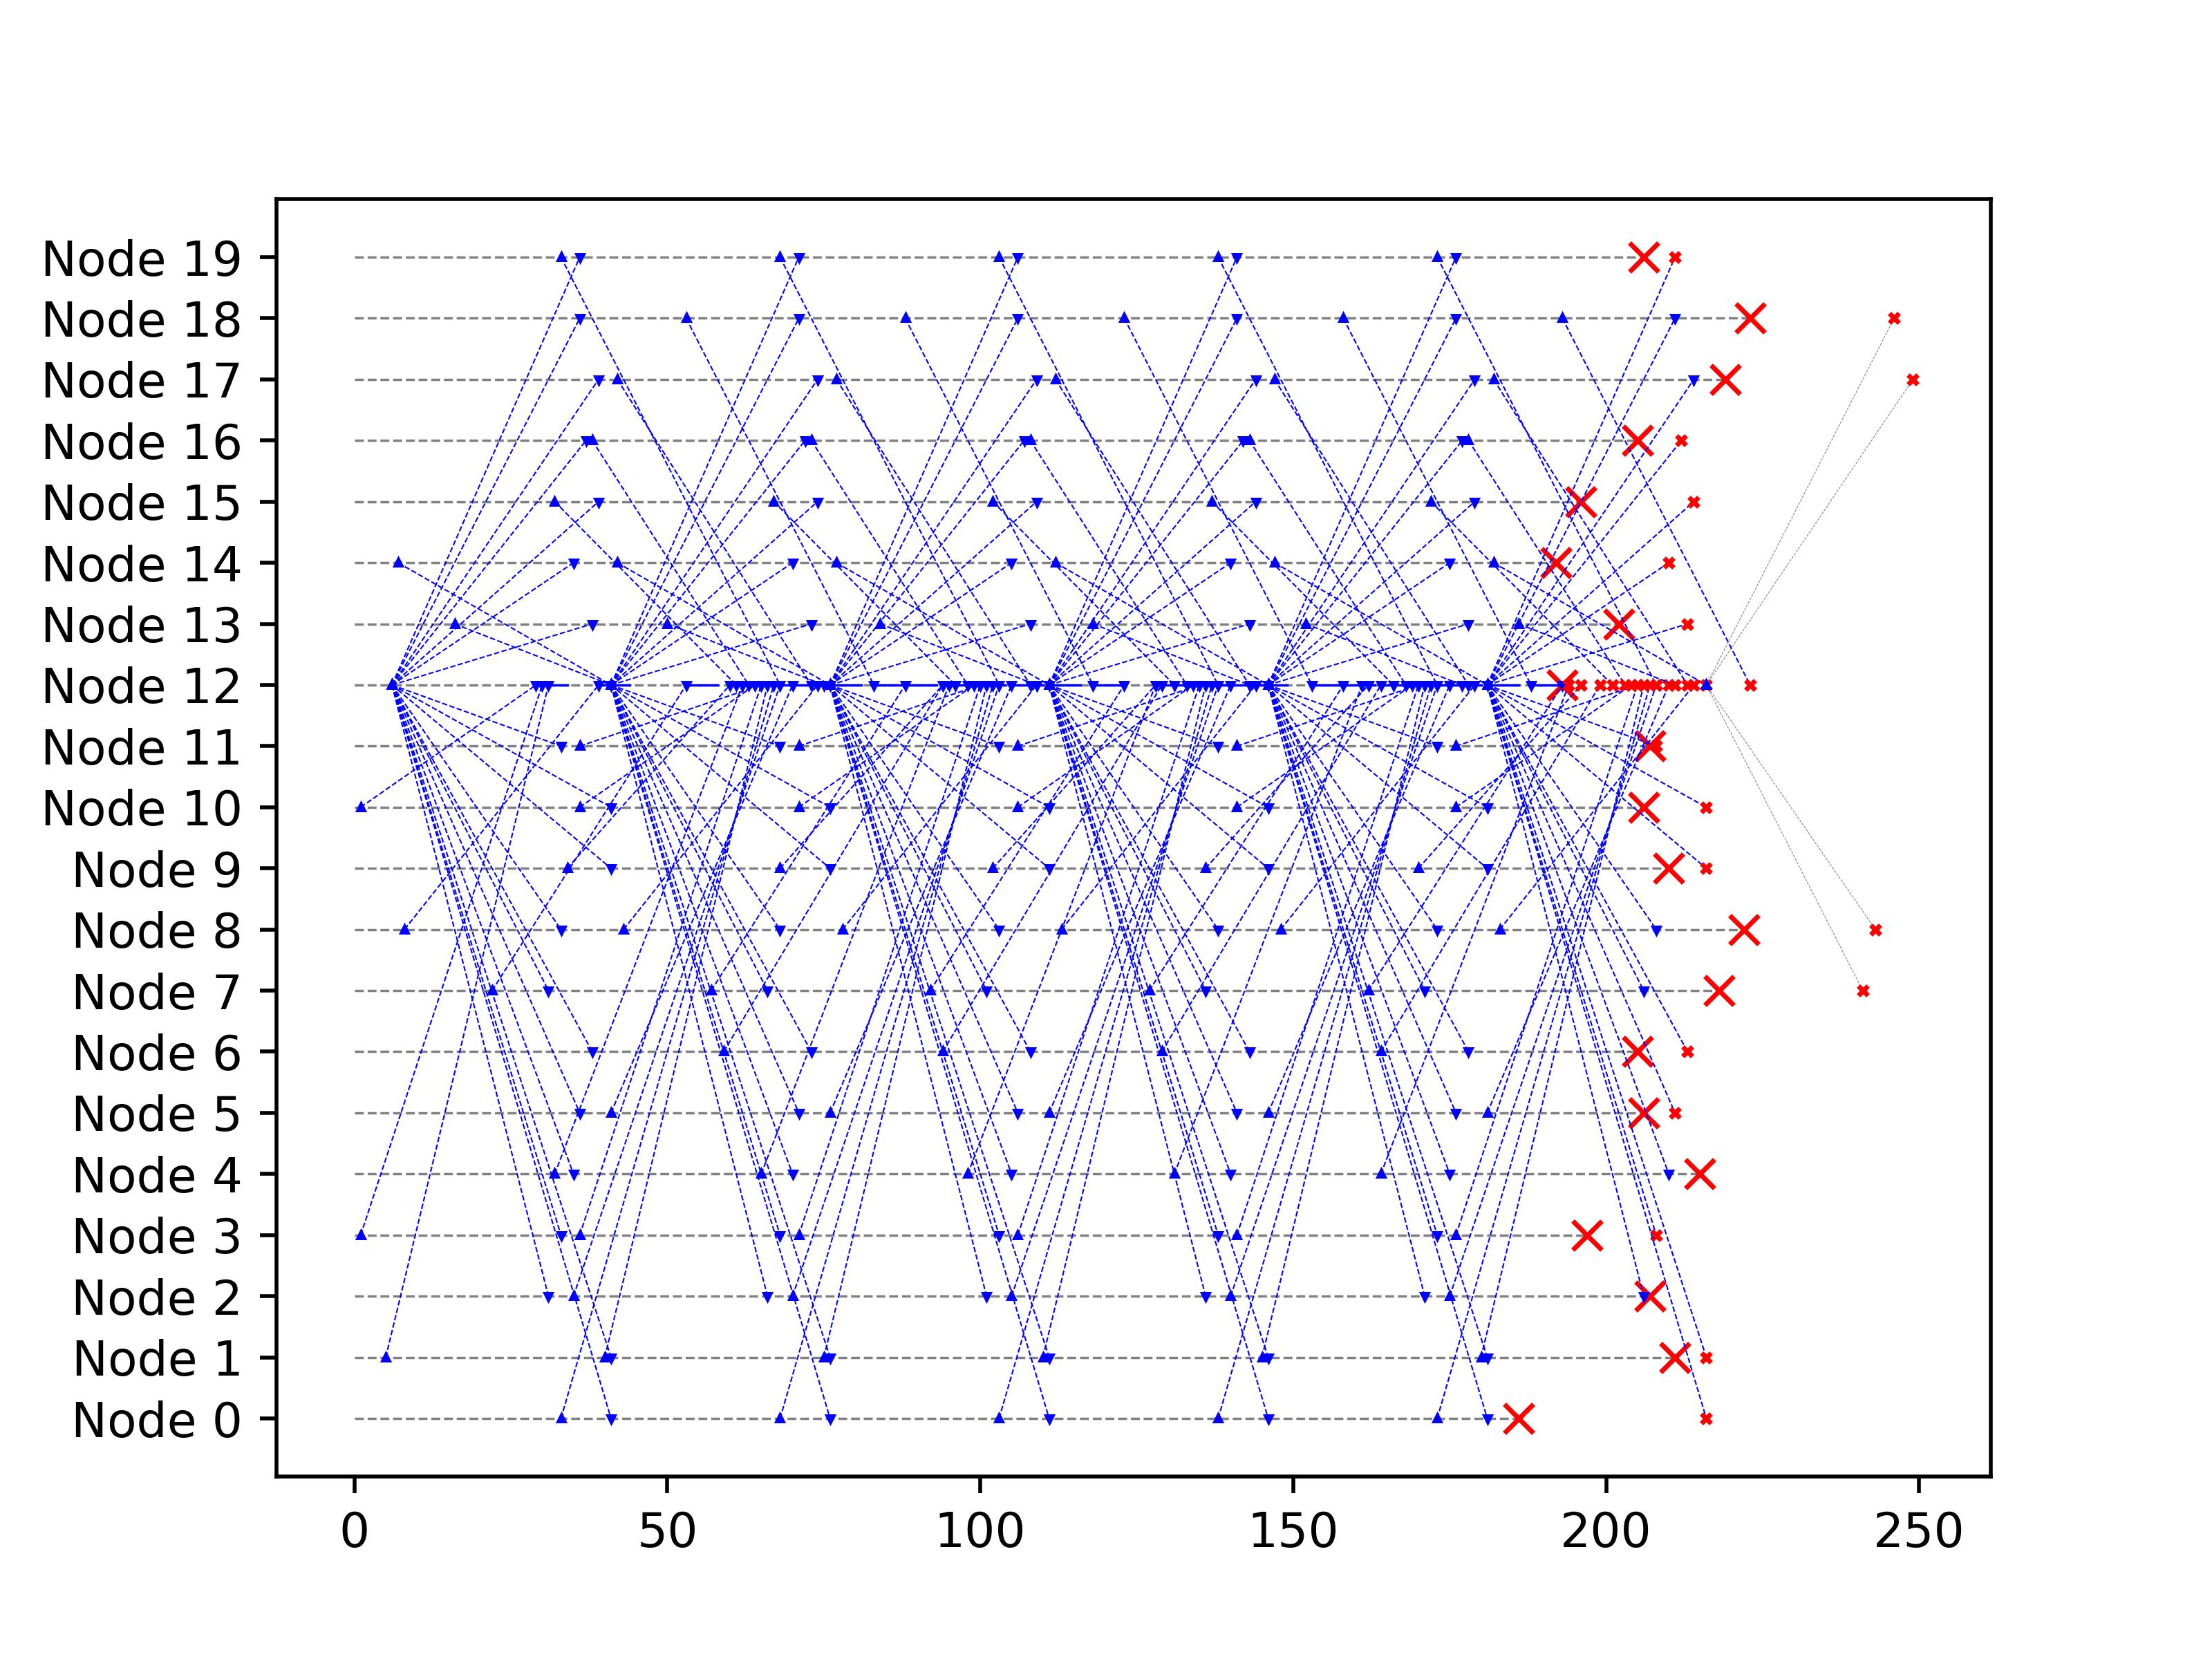 Node 19
Node 18
Node 17
Node 16
Node 15
Node 14
Node 13
Node 12
Node 11
Node 10
Node 9
Node 8
Node 7
Node 6
Node 5
Node 4
Node 3
Node 2
Node 1
Node 0
0 50 100 150 200 250